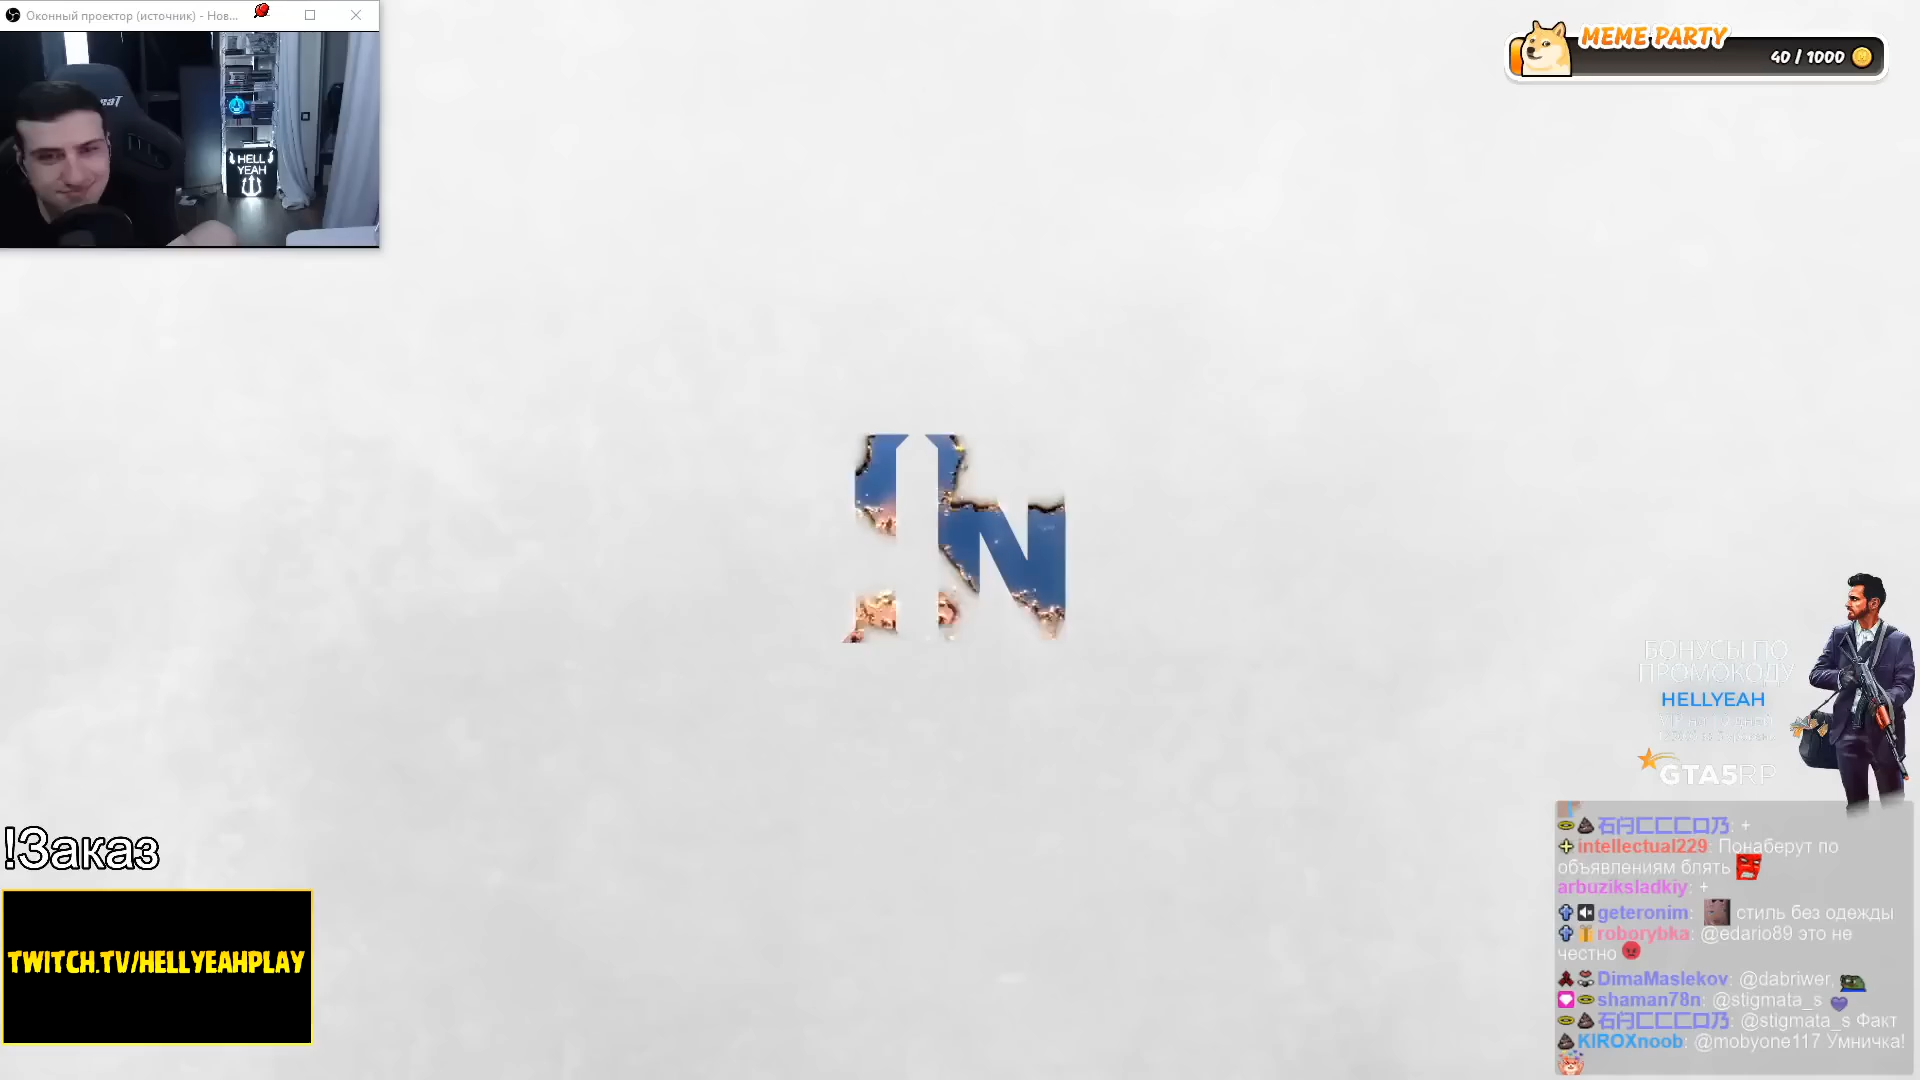 Оконный проектор (источник) - Нов...
MEME PARTY
40 / 1000
HELL
YEAH
N
БОНУСЫ ПО
ПРОМОКОДУ
HELLYEAH
GTA5RP
!Заказ
TWITCH.TV/HELLYEAHPLAY
: +
intellectual229: Понаберут по
объявлениям блять
arbuziksladkiy: +
geteronim: стиль без одежды
roborybka: @edario89 это не
честно
DimaMaslekov: @dabriwer,
shaman78n: @stigmata_s
: @stigmata_s Факт
KIROXnoob: @mobyone117 Умничка!